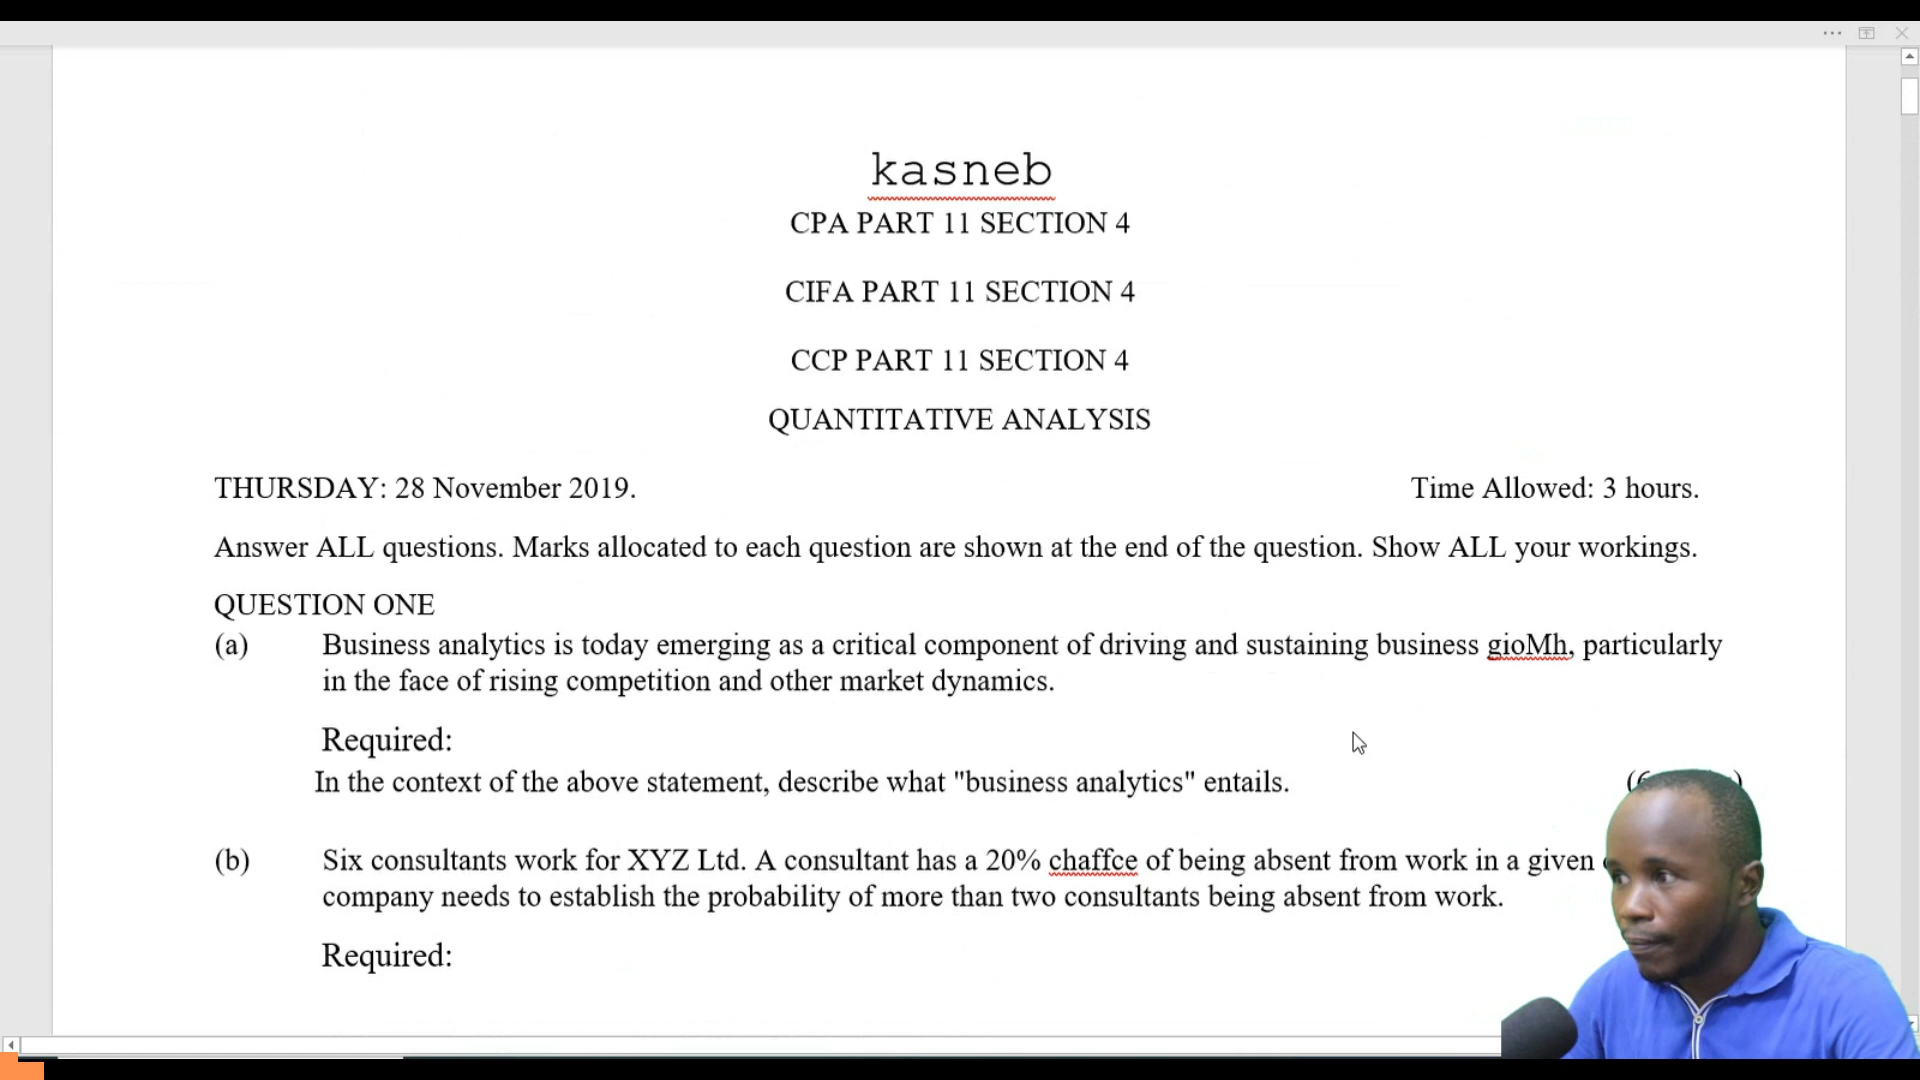 kasneb
CPA PART 11 SECTION 4
CIFA PART 11 SECTION 4
CCP PART 11 SECTION 4
QUANTITATIVE ANALYSIS
THURSDAY: 28 November 2019. Time Allowed: 3 hours.
Answer ALL questions. Marks allocated to each question are shown at the end of the question. Show ALL your workings.
QUESTION ONE
(a) Business analytics is today emerging as a critical component of driving and sustaining business gioMh, particularly
in the face of rising competition and other market dynamics.
Required:
In the context of the above statement, describe what "business analytics" entails.
(b) Six consultants work for XYZ Ltd. A consultant has a 20% chaffce of being absent from work in a given
company needs to establish the probability of more than two consultants being absent from work.
Required: